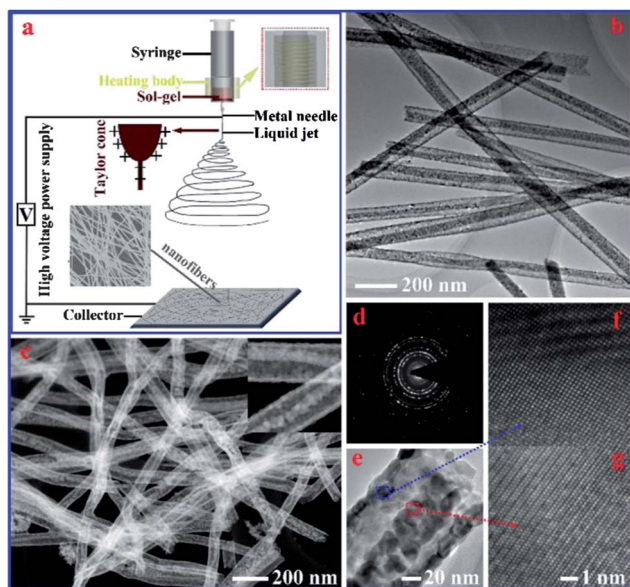 a
Syringe
Heating body
Sol-gel
Metal needle
Liquid jet
Taylor conc
V
High voltage power supply
nanofibers
Collector
b
200 nm
c
200 nm
d
e
20 nm
f
g
1 nm